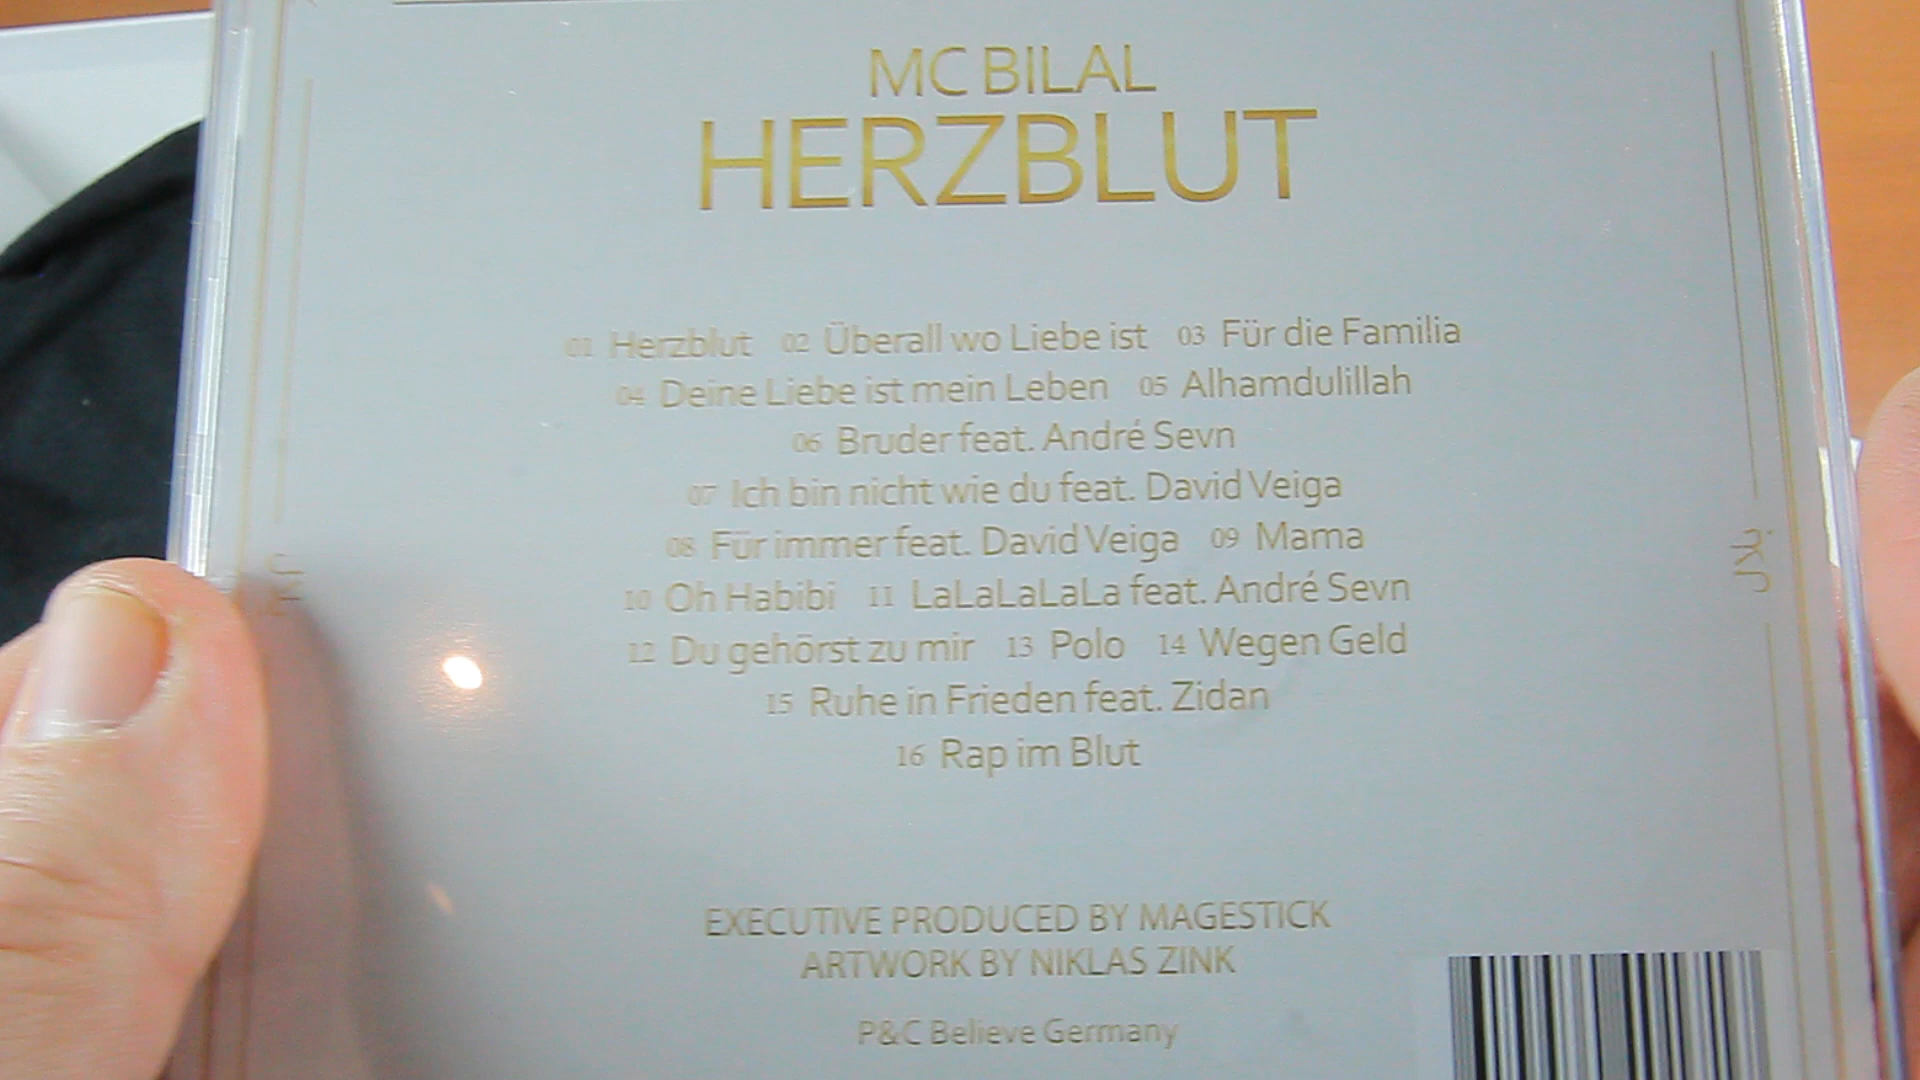 MC BILAL
HERZBLUT
01 Herzblut 02 Überall wo Liebe ist 03 Für die Familia
04 Deine Liebe ist mein Leben 05 Alhamdulillah
06 Bruder feat. André Sevn
07 Ich bin nicht wie du feat. David Veiga
08 Für immer feat. David Veiga 09 Mama
10 Oh Habibi 11 LaLaLaLaLa feat. André Sevn
12 Du gehörst zu mir 13 Polo 14 Wegen Geld
15 Ruhe in Frieden feat. Zidan
16 Rap im Blut
EXECUTIVE PRODUCED BY MAGESTICK
ARTWORK BY NIKLAS ZINK
P&C Believe Germany